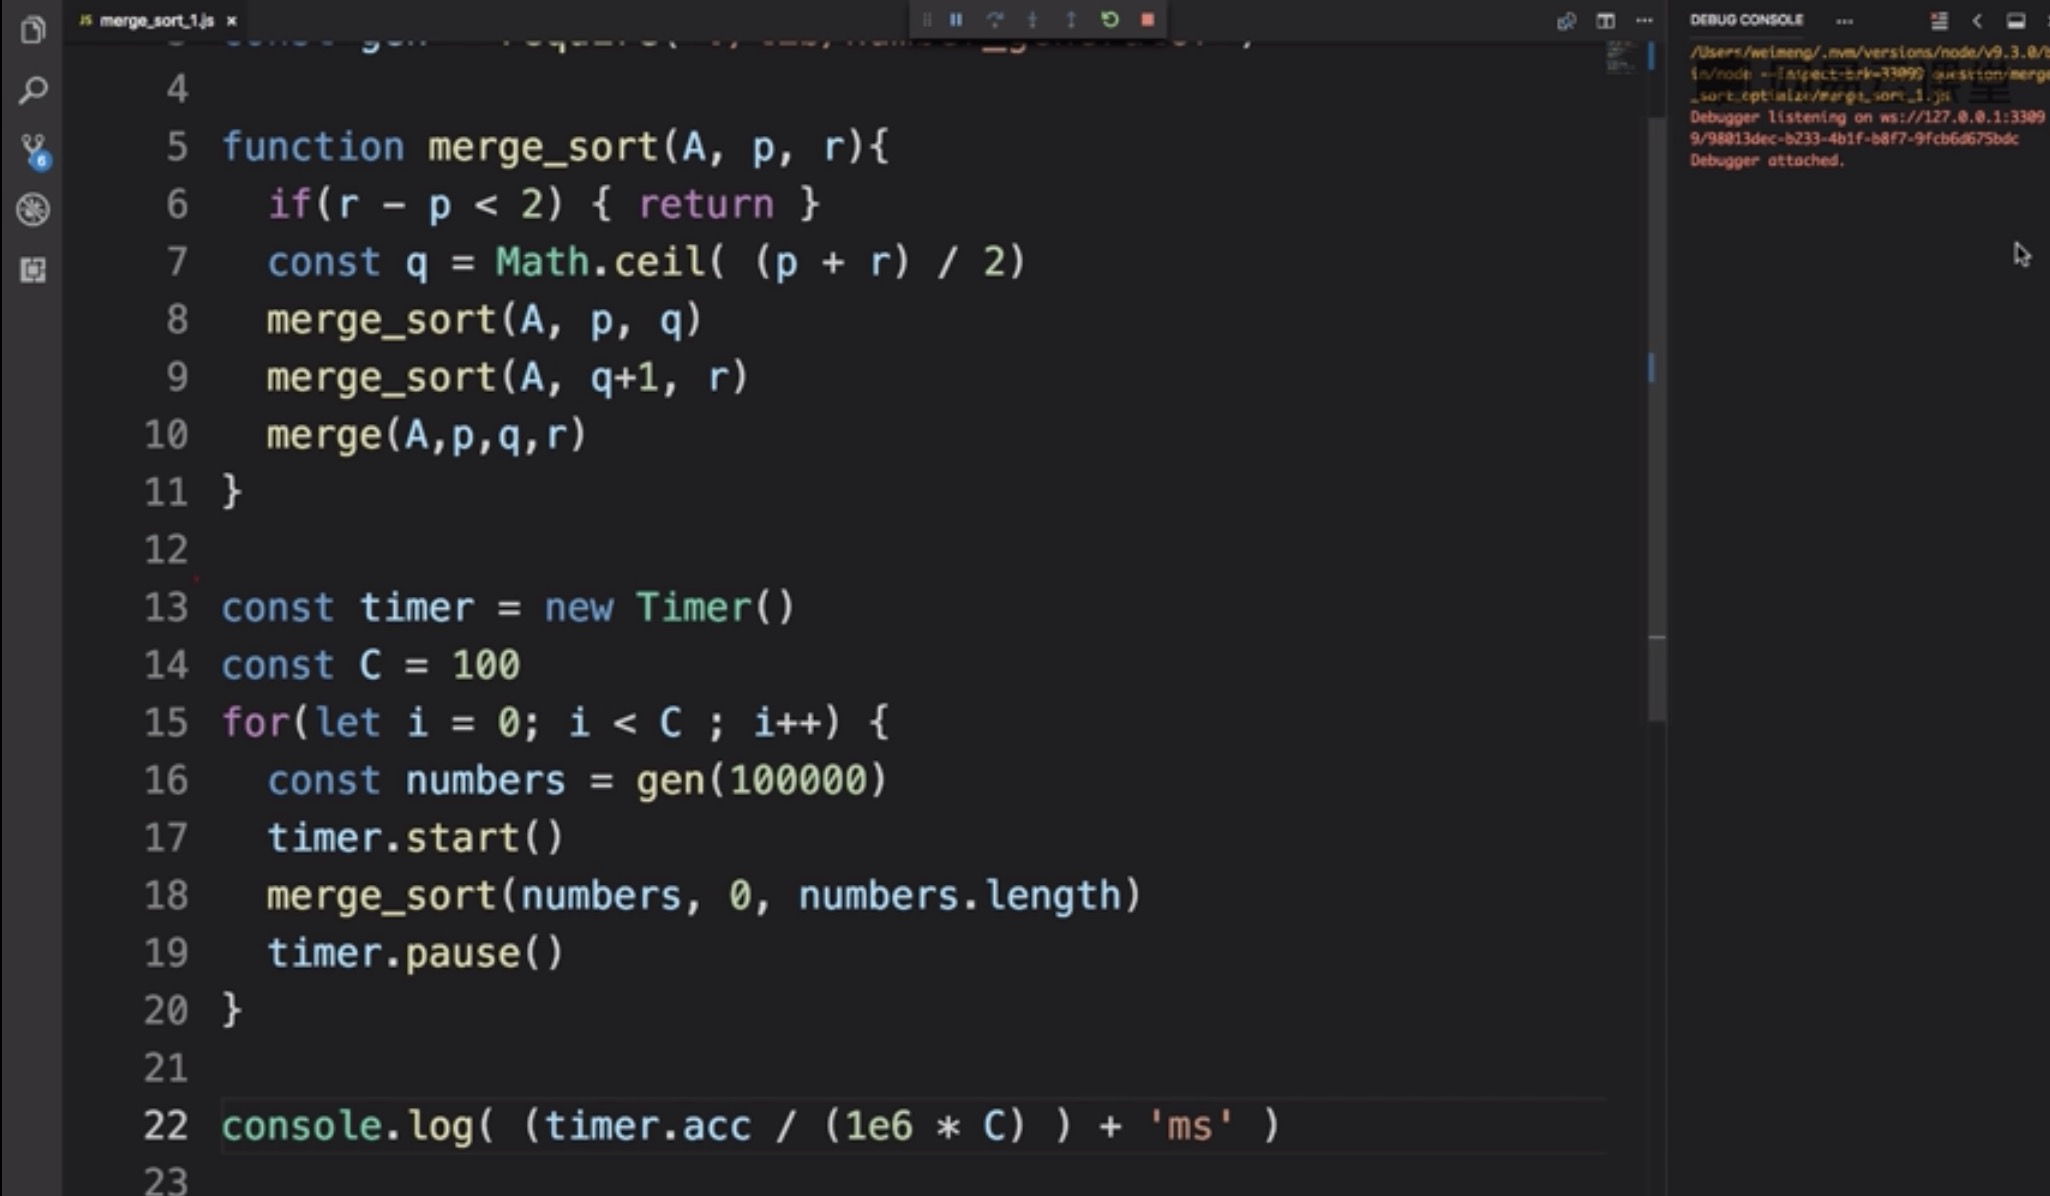 JS merge_sort_1.js ×
DEBUG CONSOLE
4
5 function merge_sort(A, p, r){
6 if(r - p < 2) { return }
7 const q = Math.ceil( (p + r) / 2)
8 merge_sort(A, p, q)
9 merge_sort(A, q+1, r)
10 merge(A,p,q,r)
11 }
12
13 const timer = new Timer()
14 const C = 100
15 for(let i = 0; i < C ; i++) {
16 const numbers = gen(100000)
17 timer.start()
18 merge_sort(numbers, 0, numbers.length)
19 timer.pause()
20 }
21
22 console.log( (timer.acc / (1e6 * C) ) + 'ms' )
23
6
/Users/weimeng/.nvm/versions/node/v9.3.0/b
in/node --inspect-brk=33099 question/merge
_sort_optimize/merge_sort_1.js
Debugger listening on ws://127.0.0.1:3309
9/98013dec-b233-4b1f-b8f7-9fcb6d675bdc
Debugger attached.